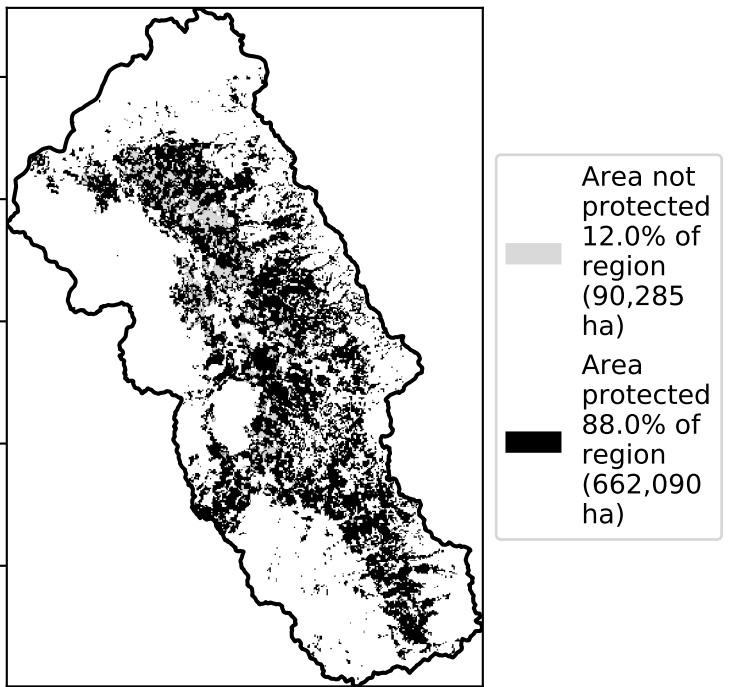 Area not
protected
12.0% of
region
(90,285
ha)
Area
protected
88.0% of
region
(662,090
ha)